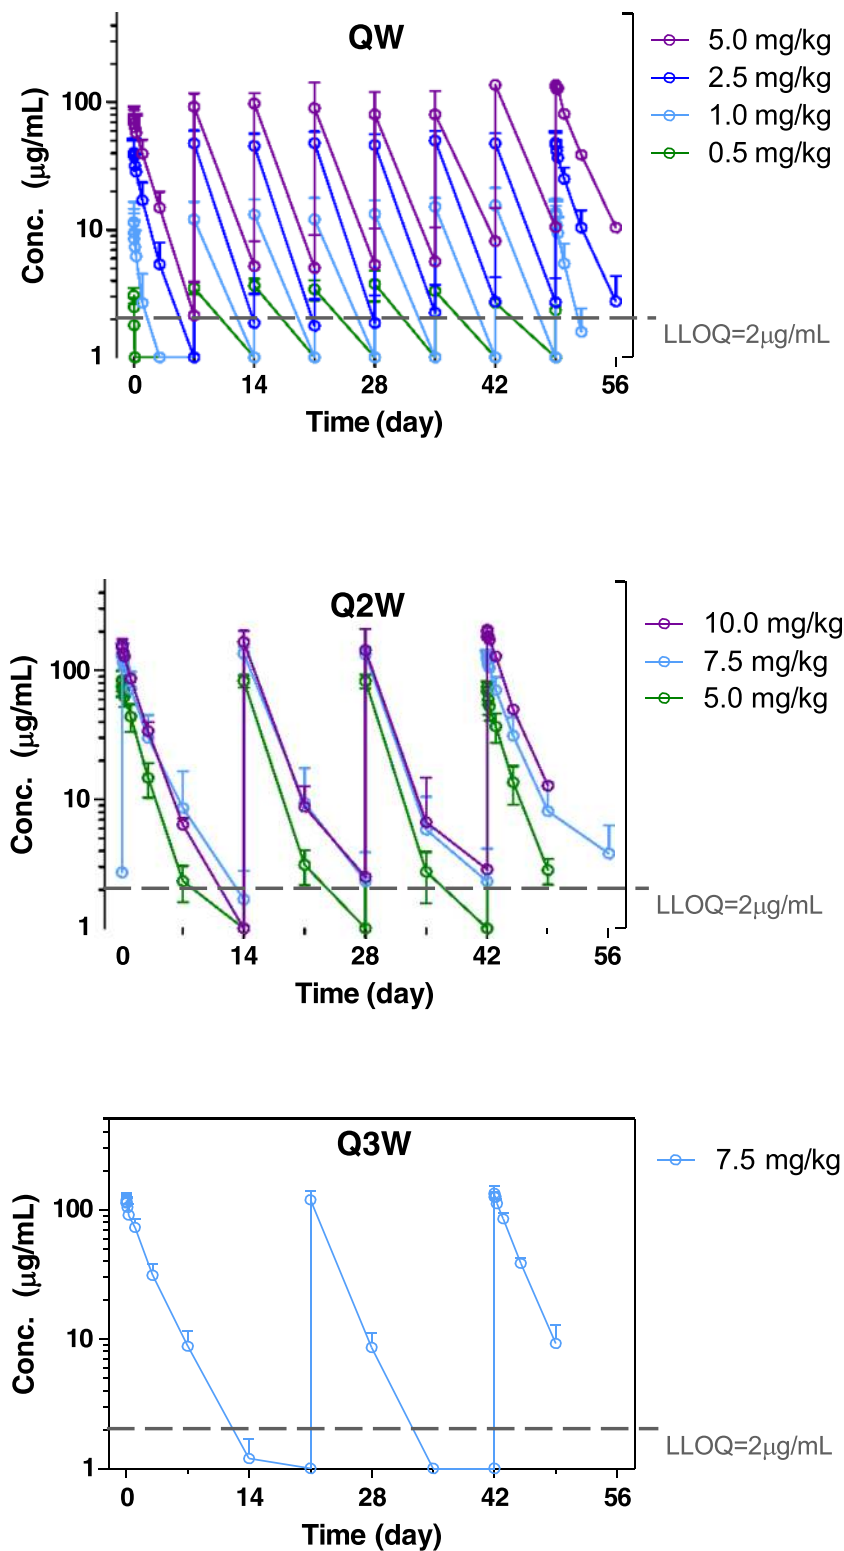 QW
5.0 mg/kg
2.5 mg/kg
1.0 mg/kg
0.5 mg/kg
Conc. (μg/mL)
100
10
1
LLOQ=2μg/mL
0 14 28 42 56
Time (day)
Q2W
10.0 mg/kg
7.5 mg/kg
5.0 mg/kg
Conc. (μg/mL)
100
10
1
LLOQ=2μg/mL
0 14 28 42 56
Time (day)
Q3W
7.5 mg/kg
Conc. (μg/mL)
100
10
1
LLOQ=2μg/mL
0 14 28 42 56
Time (day)